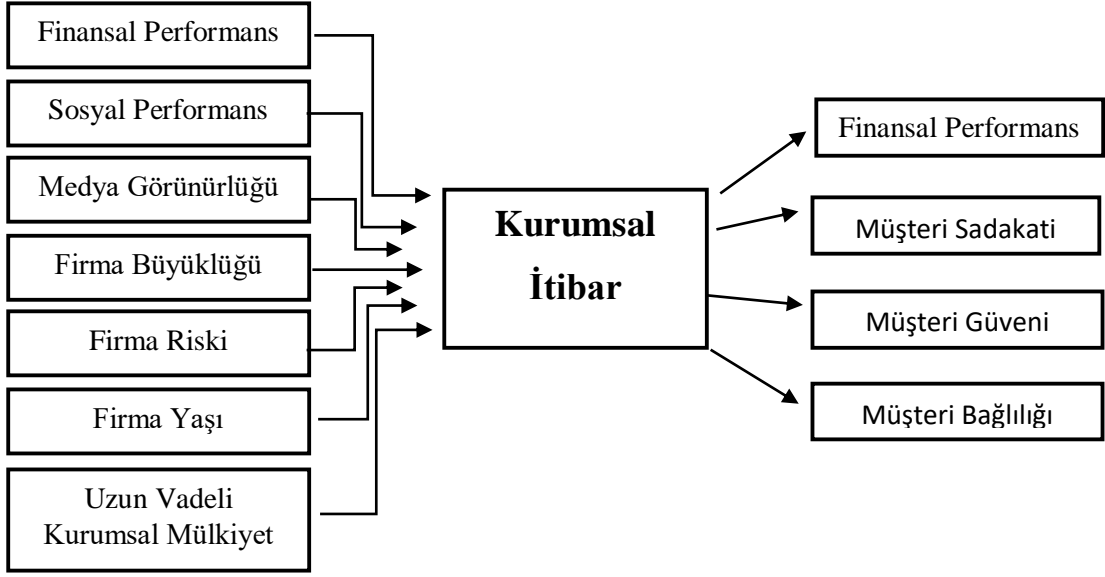 Finansal Performans
Sosyal Performans
Medya Görünürlüğü
Firma Büyüklüğü
Firma Riski
Firma Yaşı
Uzun Vadeli
Kurumsal Mülkiyet
Kurumsal
İtibar
Finansal Performans
Müşteri Sadakati
Müşteri Güveni
Müşteri Bağlılığı